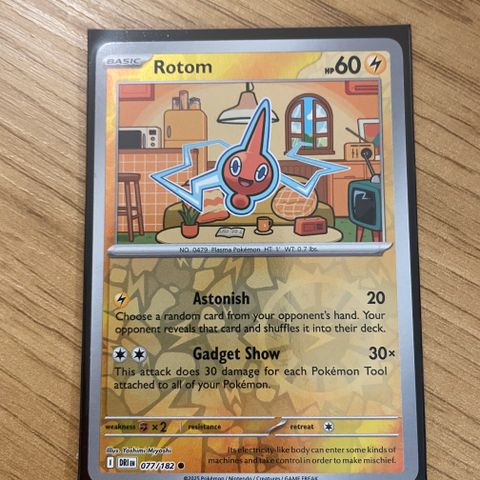 BASIC
Rotom
HP60
NO. 0479 Plasma Pokémon HT: 1' WT: 0.7 lbs.
Astonish 20
Choose a random card from your opponent's hand. Your
opponent reveals that card and shuffles it into their deck.
Gadget Show 30×
This attack does 30 damage for each Pokémon Tool
attached to all of your Pokémon.
weakness ×2 resistance retreat
Illus. Toshimi Miyoshi
I DRI EN 077/182
Its electricity-like body can enter some kinds of
machines and take control in order to make mischief.
©2025 Pokémon / Nintendo / Creatures / GAME FREAK